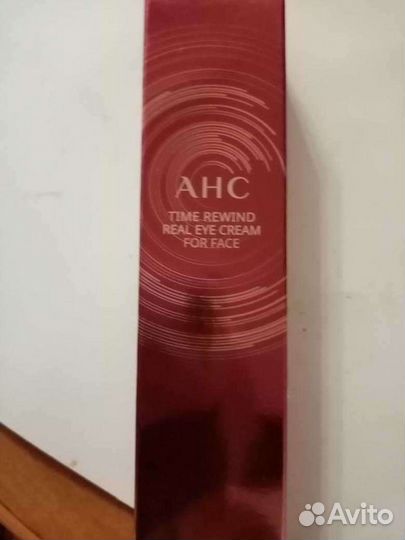 AHC
TIME REWIND
REAL EYE CREAM
FOR FACE
Avito